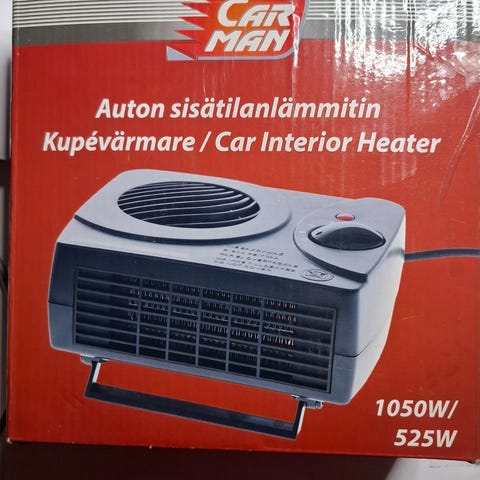 CAR
MAN
Auton sisätilanlämmitin
Kupévärmare / Car Interior Heater
1050W/
525W